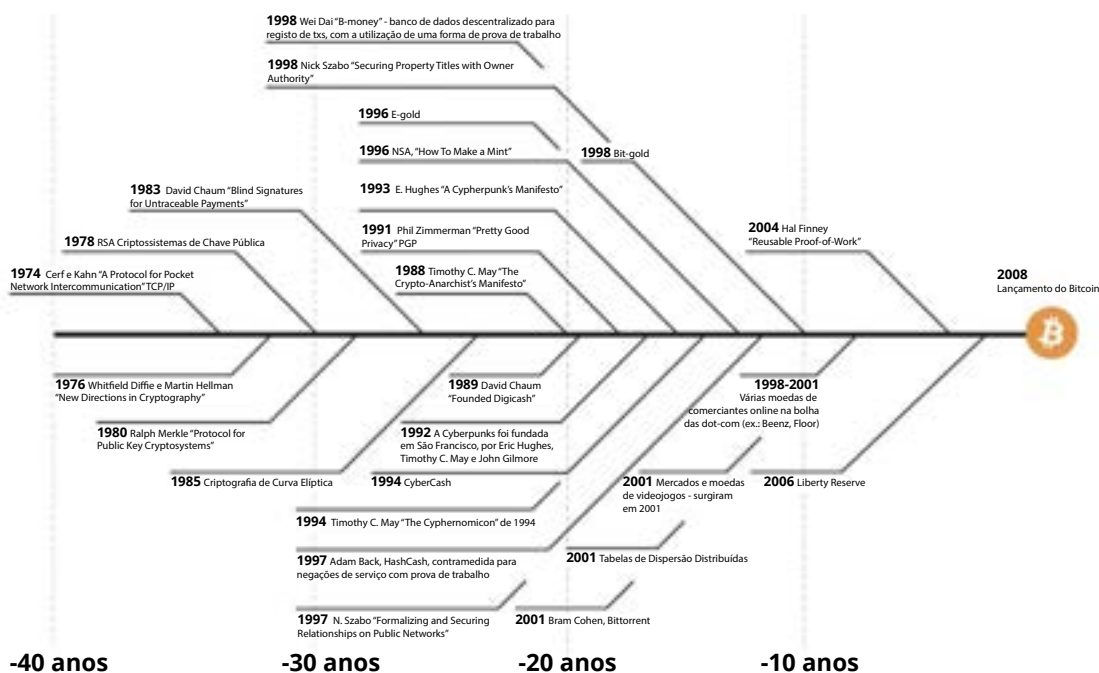 1998 Wei Dai “B-money” - banco de dados descentralizado para
registo de txs, com a utilização de uma forma de prova de trabalho
1998 Nick Szabo “Securing Property Titles with Owner
Authority”
1996 E-gold
1996 NSA, “How To Make a Mint”
1998 Bit-gold
1983 David Chaum “Blind Signatures
for Untraceable Payments”
1993 E. Hughes “A Cypherpunk’s Manifesto”
1978 RSA Criptossistemas de Chave Pública
1991 Phil Zimmerman “Pretty Good
Privacy” PGP
2004 Hal Finney
“Reusable Proof-of-Work”
1974 Cerf e Kahn “A Protocol for Pocket
Network Intercommunication” TCP/IP
1988 Timothy C. May “The
Crypto-Anarchist’s Manifesto”
2008
Lançamento do Bitcoin
1976 Whitfield Diffie e Martin Hellman
“New Directions in Cryptography”
1989 David Chaum
“Founded Digicash”
1998-2001
Várias moedas de
comerciantes online na bolha
das dot-com (ex.: Beenz, Floor)
1980 Ralph Merkle “Protocol for
Public Key Cryptosystems”
1992 A Cyberpunks foi fundada
em São Francisco, por Eric Hughes,
Timothy C. May e John Gilmore
1985 Criptografia de Curva Elíptica
1994 CyberCash
2001 Mercados e moedas
de videojogos - surgiram
em 2001
2006 Liberty Reserve
1994 Timothy C. May “The Cyphernomicon” de 1994
1997 Adam Back, HashCash, contramedida para
negações de serviço com prova de trabalho
2001 Tabelas de Dispersão Distribuídas
1997 N. Szabo “Formalizing and Securing
Relationships on Public Networks”
2001 Bram Cohen, Bittorrent
-40 anos
-30 anos
-20 anos
-10 anos